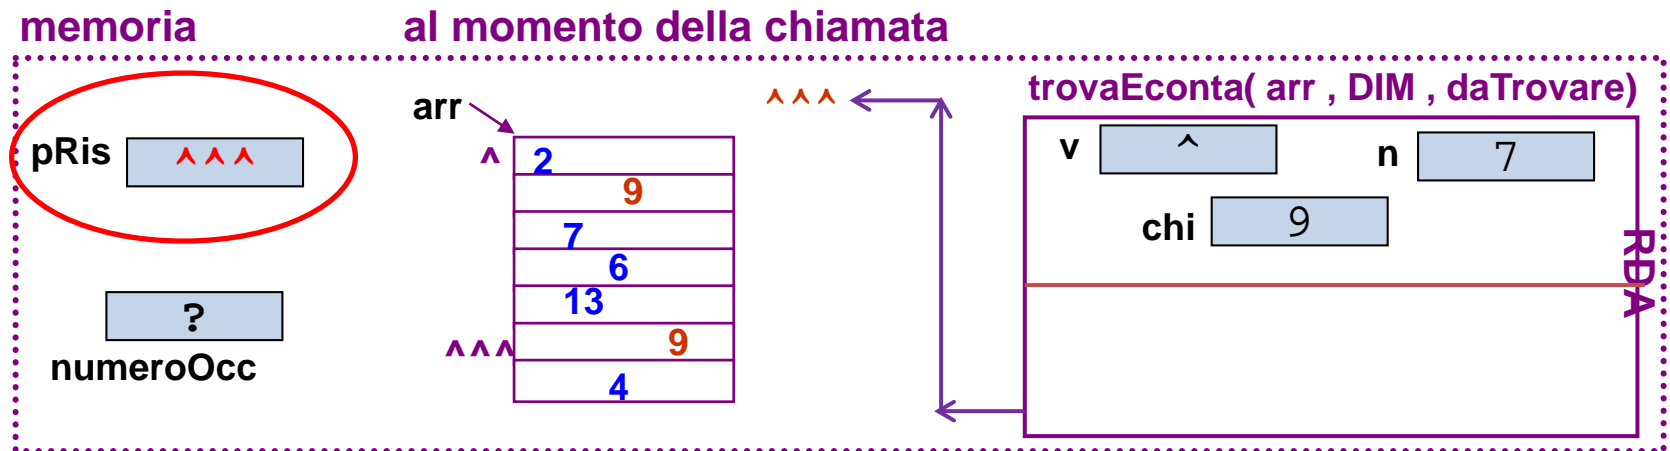 memoria al momento della chiamata
trovaEconta( arr , DIM , daTrovare)
arr
^^^
pRis ^^^
^ 2
9
7
6
13
^^^ 9
4
?
numeroOcc
v ^ n 7
chi 9
RDA